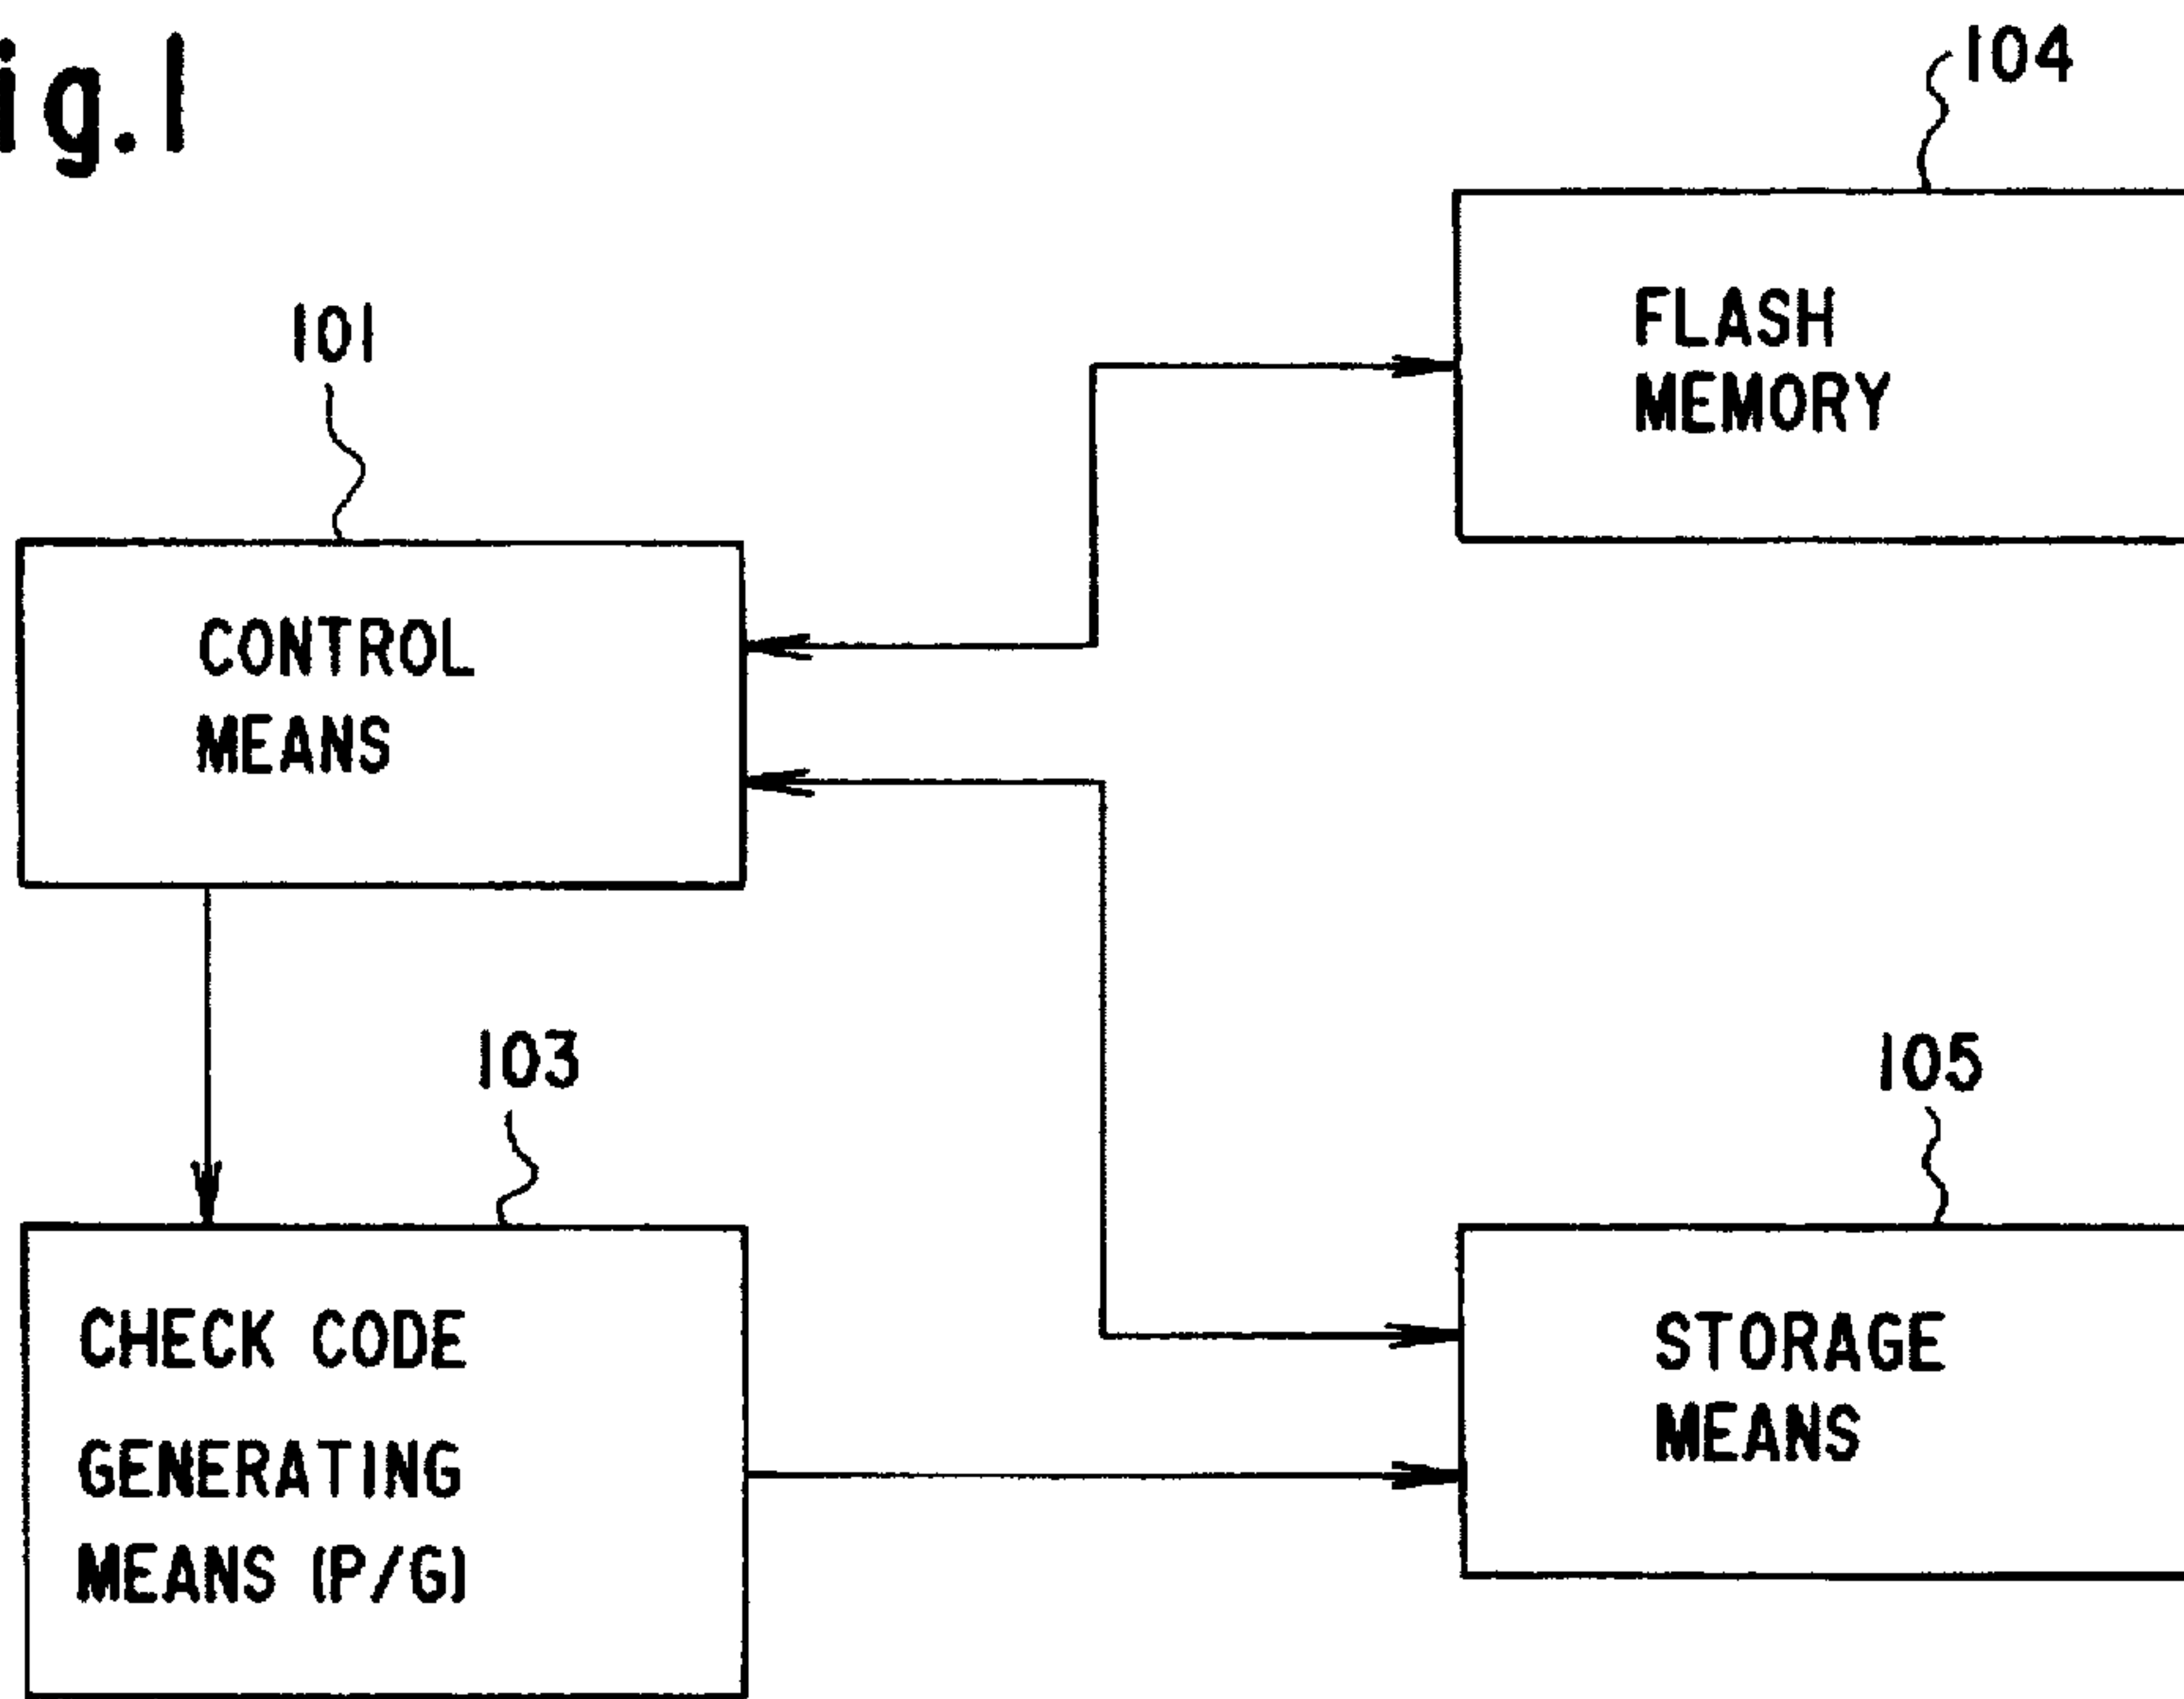 ig.1
104
FLASH
MEMORY
101
CONTROL
MEANS
103
CHECK CODE
GENERATING
MEANS (P/G)
105
STORAGE
MEANS